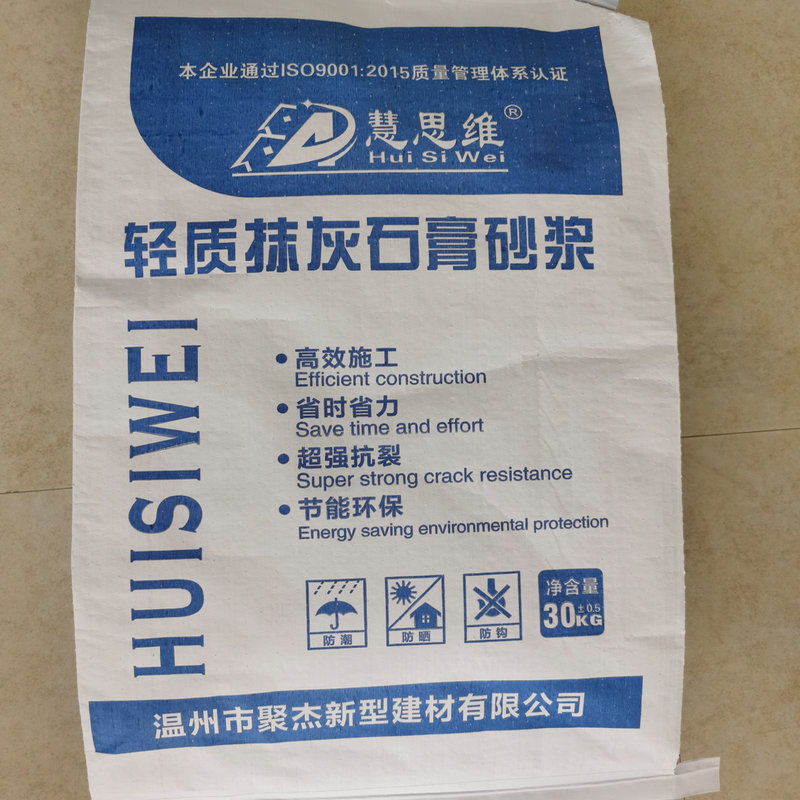 本企业通过ISO9001:2015质量管理体系认证
慧思维®
Hui Si Wei
轻质抹灰石膏砂浆
HUISIWEI
●高效施工
Efficient construction
●省时省力
Save time and effort
●超强抗裂
Super strong crack resistance
●节能环保
Energy saving environmental protection
防潮
防晒
防钩
净含量
30±0.5KG
温州市聚杰新型建材有限公司